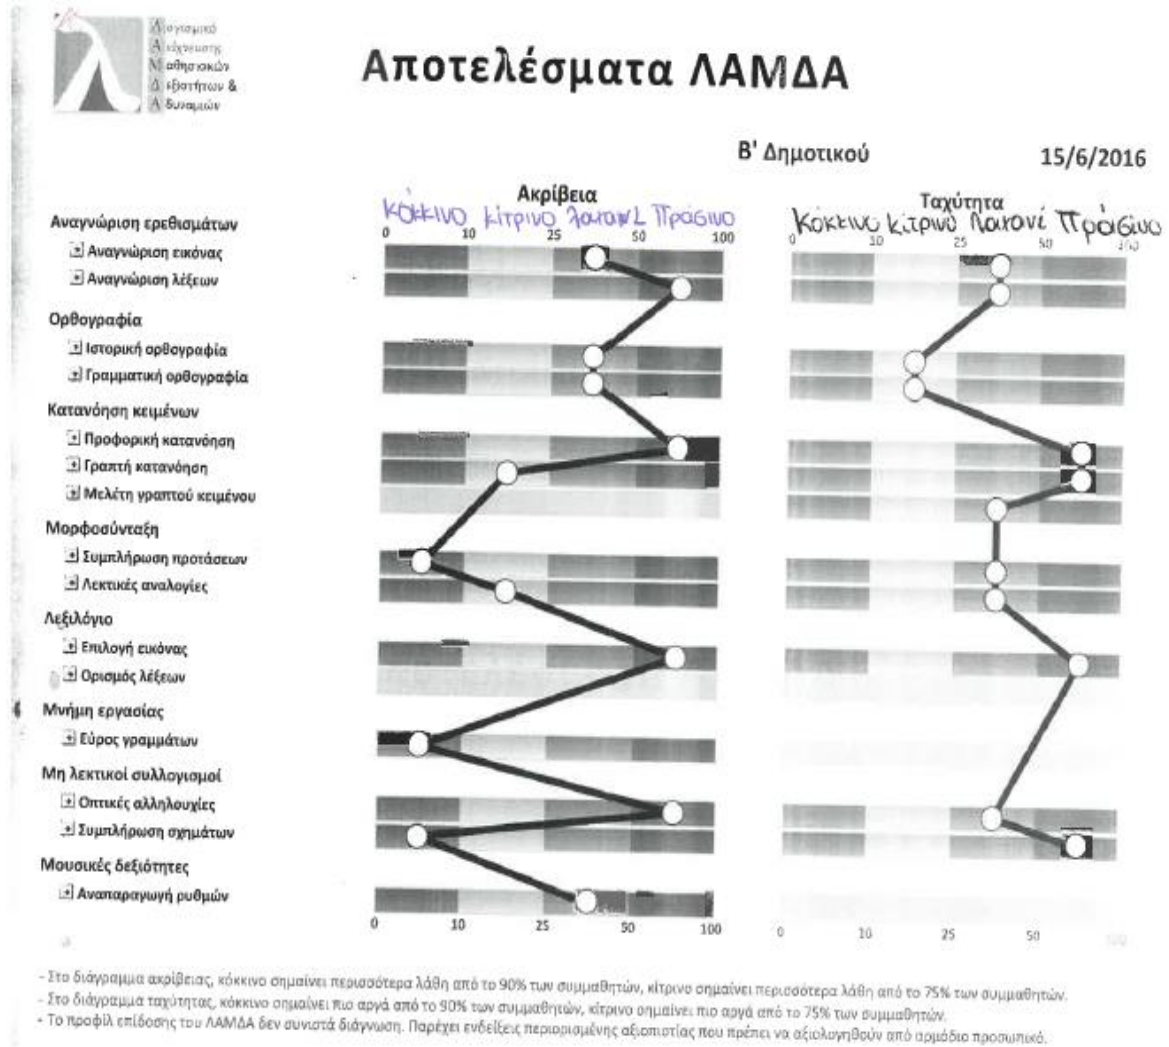 Λογισμικό
Ανίχνευσης
Μαθησιακών
Δεξιοτήτων &
Αδυναμιών
Αποτελέσματα ΛΑΜΔΑ
Β' Δημοτικού
15/6/2016
Ακρίβεια
Ταχύτητα
Κόκκινο Κίτρινο Λαχανί Πράσινο
Κόκκινο Κίτρινο Λαχανί Πράσινο
0 10 25 50 100
0 10 25 50 100
Αναγνώριση ερεθισμάτων
Αναγνώριση εικόνας
Αναγνώριση λέξεων
Ορθογραφία
Ιστορική ορθογραφία
Γραμματική ορθογραφία
Κατανόηση κειμένων
Προφορική κατανόηση
Γραπτή κατανόηση
Μελέτη γραπτού κειμένου
Μορφοσύνταξη
Συμπλήρωση προτάσεων
Λεκτικές αναλογίες
Λεξιλόγιο
Επιλογή εικόνας
Ορισμός λέξεων
Μνήμη εργασίας
Εύρος γραμμάτων
Μη λεκτικοί συλλογισμοί
Οπτικές αλληλουχίες
Συμπλήρωση σχημάτων
Μουσικές δεξιότητες
Αναπαραγωγή ρυθμών
0 10 25 50 100
0 10 25 50 100
- Στο διάγραμμα ακρίβειας, κόκκινο σημαίνει περισσότερα λάθη από το 90% των συμμαθητών, κίτρινο σημαίνει περισσότερα λάθη από το 75% των συμμαθητών.
- Στο διάγραμμα ταχύτητας, κόκκινο σημαίνει πιο αργά από το 90% των συμμαθητών, κίτρινο σημαίνει πιο αργά από το 75% των συμμαθητών.
- Το προφίλ επίδοσης του ΛΑΜΔΑ δεν συνιστά διάγνωση. Παρέχει ενδείξεις περιορισμένης αξιοπιστίας που πρέπει να αξιολογηθούν από αρμόδιο προσωπικό.